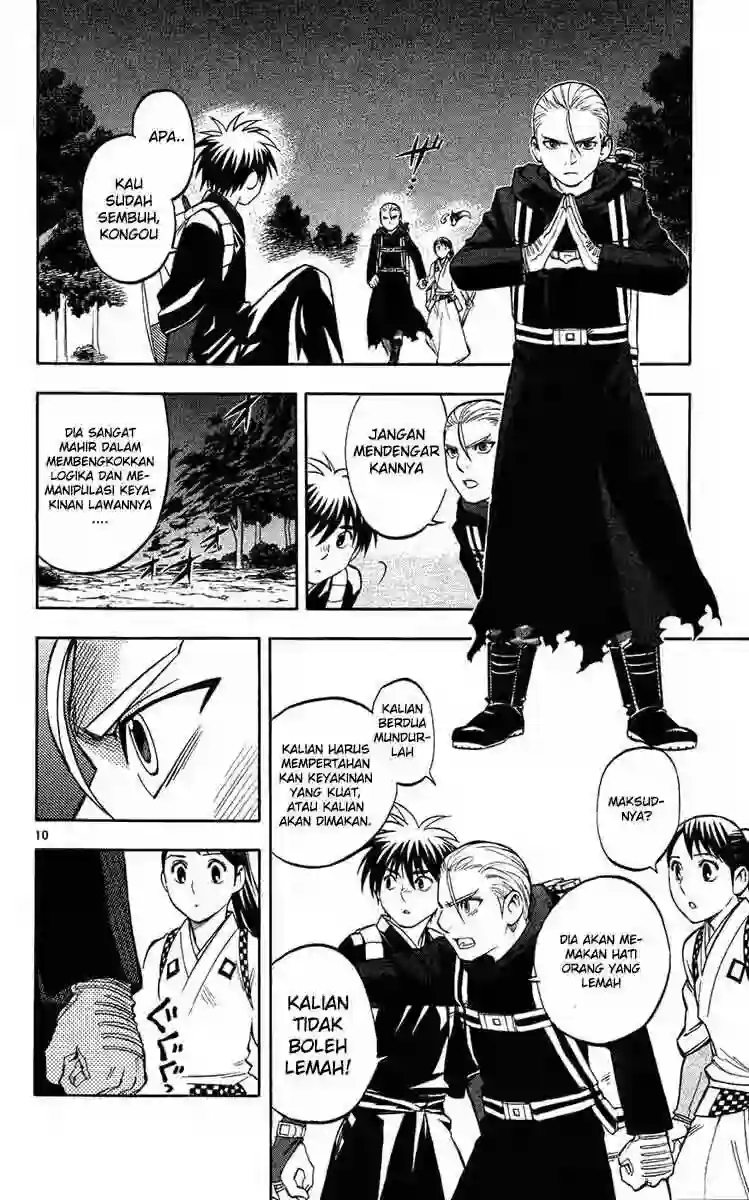 APA..
KAU
SUDAH
SEMBUH,
KONGOU
JANGAN
MENDENGAR
KANNYA
DIA SANGAT
MAHIR DALAM
MEMBENGKOKKAN
LOGIKA DAN ME-
MANIPULASI KEYA-
KINAN LAWANNYA
....
KALIAN
BERDUA
MUNDUR-
LAH
KALIAN HARUS
MEMPERTAHAN
KAN KEYAKINAN
YANG KUAT,
ATAU KALIAN
AKAN DIMAKAN.
MAKSUD-
NYA?
DIA AKAN ME-
MAKAN HATI
ORANG YANG
LEMAH
KALIAN
TIDAK
BOLEH
LEMAH!
10